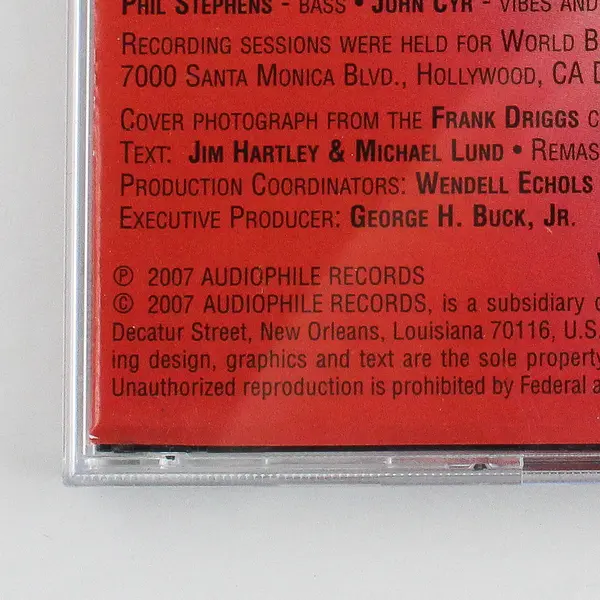 PHIL STEPHENS - BASS • JOHN CYR - VIBES AND
RECORDING SESSIONS WERE HELD FOR WORLD B
7000 SANTA MONICA BLVD., HOLLYWOOD, CA
COVER PHOTOGRAPH FROM THE FRANK DRIGGS C
TEXT: JIM HARTLEY & MICHAEL LUND • REMAS
PRODUCTION COORDINATORS: WENDELL ECHOLS
EXECUTIVE PRODUCER: GEORGE H. BUCK, JR.
℗ 2007 AUDIOPHILE RECORDS
© 2007 AUDIOPHILE RECORDS, is a subsidiary
Decatur Street, New Orleans, Louisiana 70116, U.S.
ing design, graphics and text are the sole property
Unauthorized reproduction is prohibited by Federal a